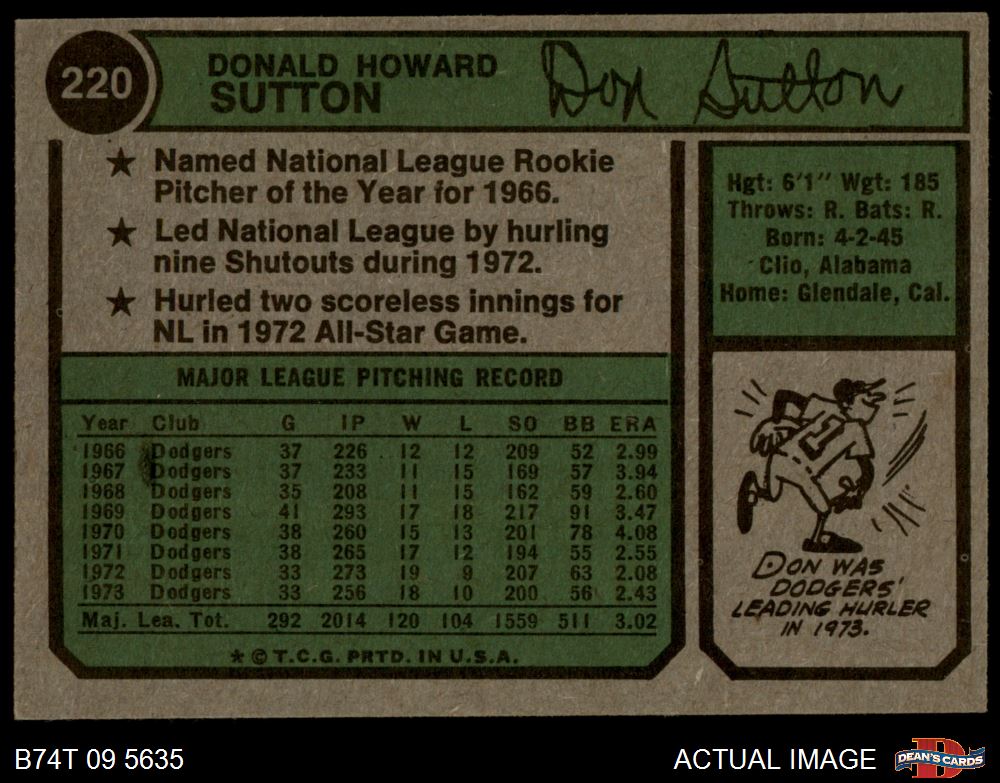 220
DONALD HOWARD
SUTTON
Don Sutton
★ Named National League Rookie
Pitcher of the Year for 1966.
★ Led National League by hurling
nine Shutouts during 1972.
★ Hurled two scoreless innings for
NL in 1972 All-Star Game.
Hgt: 6'1" Wgt: 185
Throws: R. Bats: R.
Born: 4-2-45
Clio, Alabama
Home: Glendale, Cal.
MAJOR LEAGUE PITCHING RECORD
Year Club G IP W L SO BB ERA
1966 Dodgers 37 226 12 12 209 52 2.99
1967 Dodgers 37 233 11 15 169 57 3.94
1968 Dodgers 35 208 11 15 162 59 2.60
1969 Dodgers 41 293 17 18 217 91 3.47
1970 Dodgers 38 260 15 13 201 78 4.08
1971 Dodgers 38 265 17 12 194 55 2.55
1972 Dodgers 33 273 19 9 207 63 2.08
1973 Dodgers 33 256 18 10 200 56 2.43
Maj. Lea. Tot. 292 2014 120 104 1559 511 3.02
★ © T.C.G. PRTD. IN U.S.A.
DON WAS
DODGERS'
LEADING HURLER
IN 1973.
B74T 09 5635
ACTUAL IMAGE
D
DEAN'S CARDS